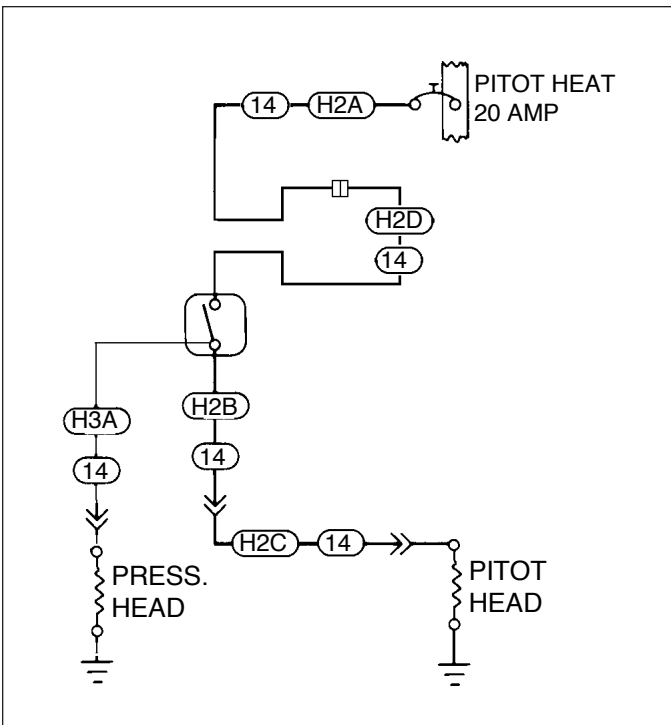 PITOT HEAT
20 AMP
14
H2A
H2D
14
H3A
H2B
14
14
H2C
14
PRESS.
HEAD
PITOT
HEAD